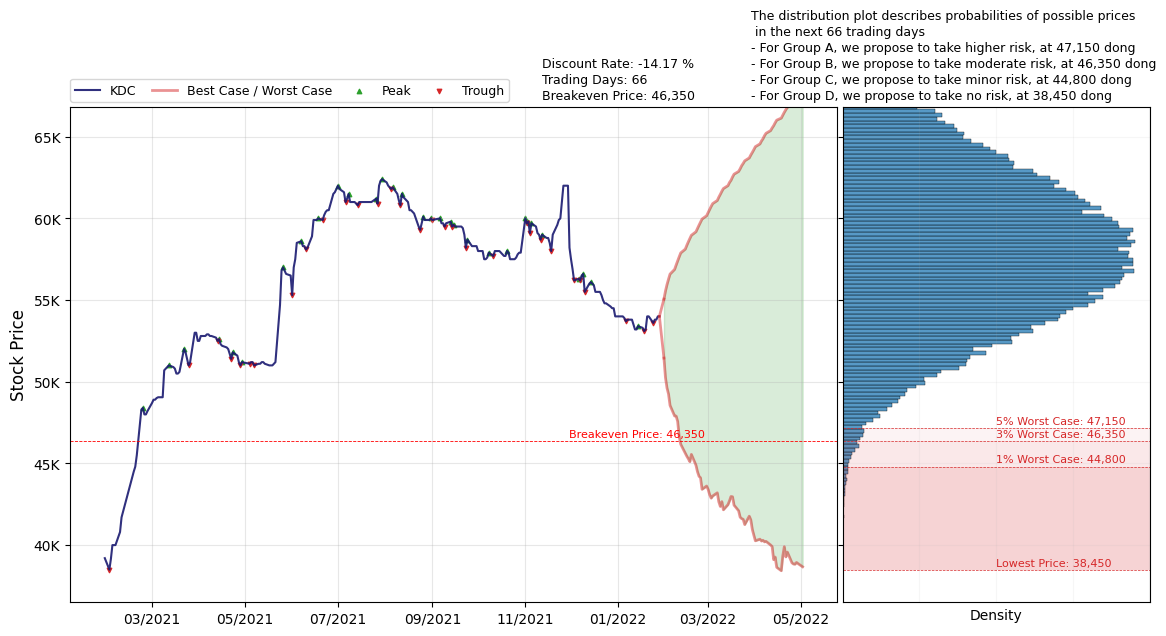 The distribution plot describes probabilities of possible prices
in the next 66 trading days
- For Group A, we propose to take higher risk, at 47,150 dong
- For Group B, we propose to take moderate risk, at 46,350 dong
- For Group C, we propose to take minor risk, at 44,800 dong
- For Group D, we propose to take no risk, at 38,450 dong
Discount Rate: -14.17 %
Trading Days: 66
Breakeven Price: 46,350
KDC
Best Case / Worst Case
Peak
Trough
Stock Price
65K
60K
55K
50K
45K
40K
Breakeven Price: 46,350
03/2021
05/2021
07/2021
09/2021
11/2021
01/2022
03/2022
05/2022
5% Worst Case: 47,150
3% Worst Case: 46,350
1% Worst Case: 44,800
Lowest Price: 38,450
Density